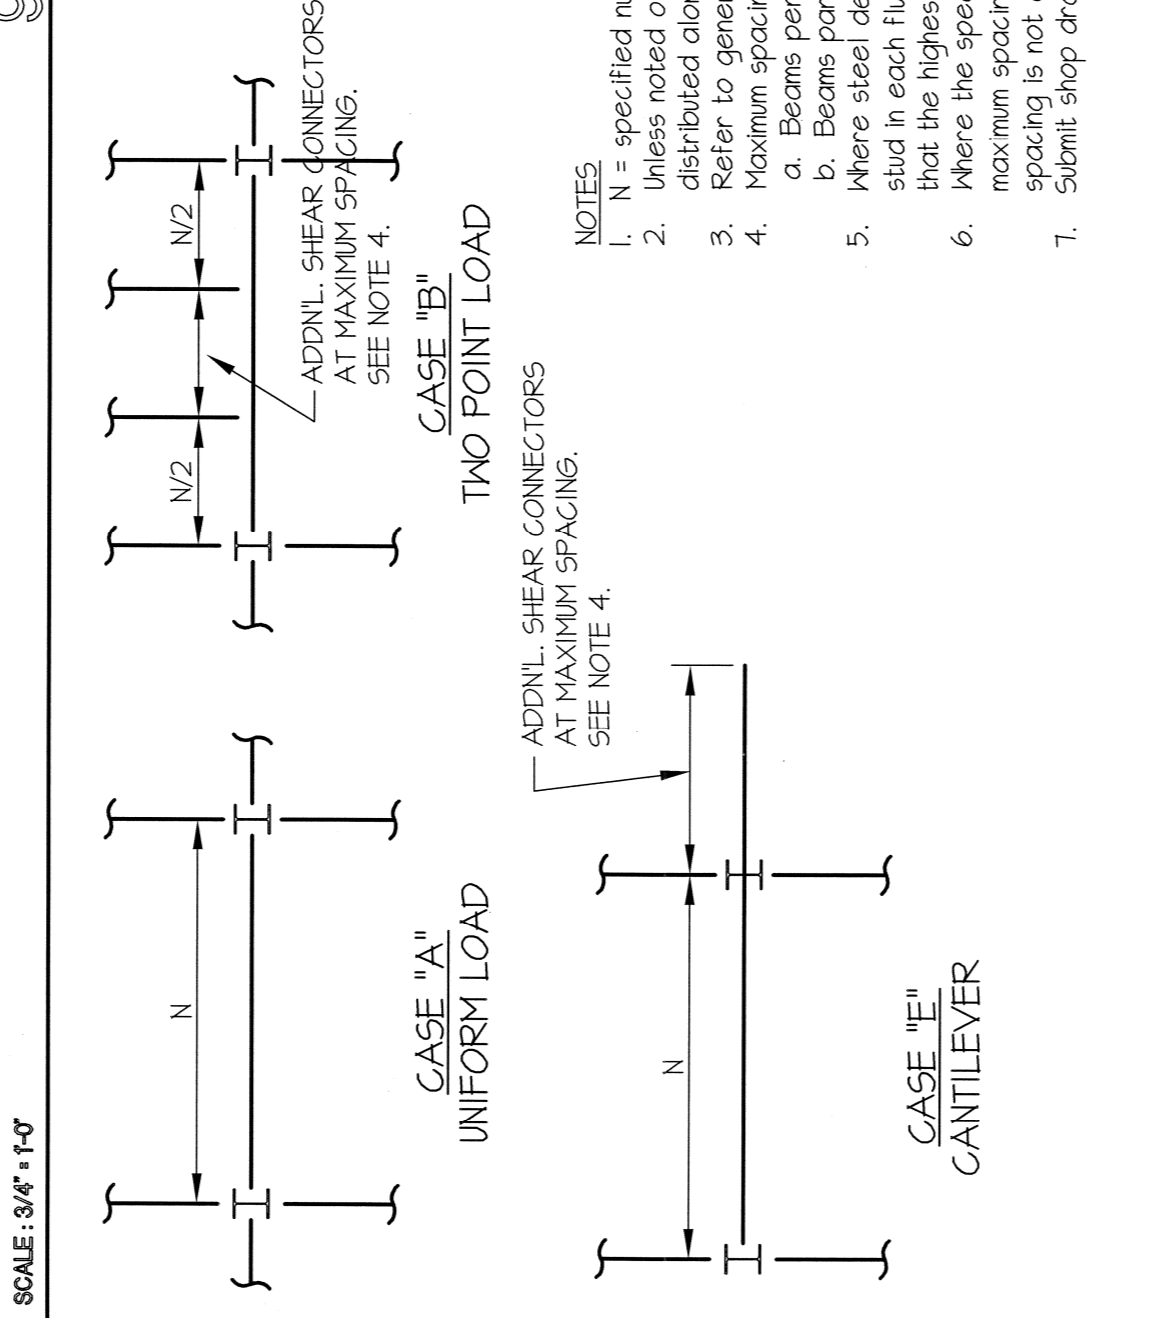 SCALE : 3/4" = 1'-0"
N
CASE "A"
UNIFORM LOAD
N/2
N/2
ADDN'L. SHEAR CONNECTORS
AT MAXIMUM SPACING.
SEE NOTE 4.
CASE "B"
TWO POINT LOAD
N
ADDN'L. SHEAR CONNECTORS
AT MAXIMUM SPACING.
SEE NOTE 4.
CASE "E"
CANTILEVER
NOTES
1. N = specified
2. Unless noted
distributed
3. Refer to
4. Maximum
a. Beams
b. Beams
5. Where steel
stud in each
that the highest
6. Where the
maximum
spacing is not
7. Submit shop